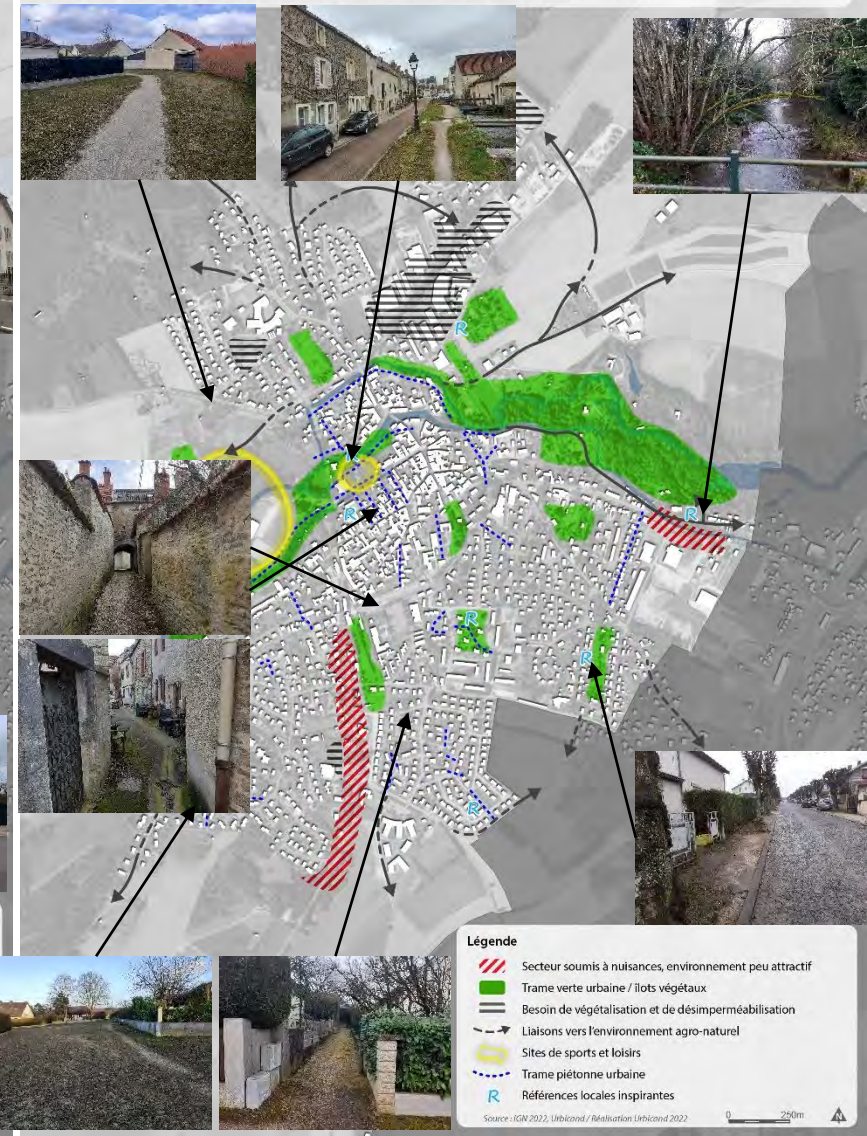 R
R
R
R
R
R
R
Légende
Secteur soumis à nuisances, environnement peu attractif
Trame verte urbaine / îlots végétaux
Besoin de végétalisation et de désimperméabilisation
Liaisons vers l'environnement agro-naturel
Sites de sports et loisirs
Trame piétonne urbaine
R Références locales inspirantes
Source : IGN 2022, Urbicand / Réalisation Urbicand 2022
0 250m
N